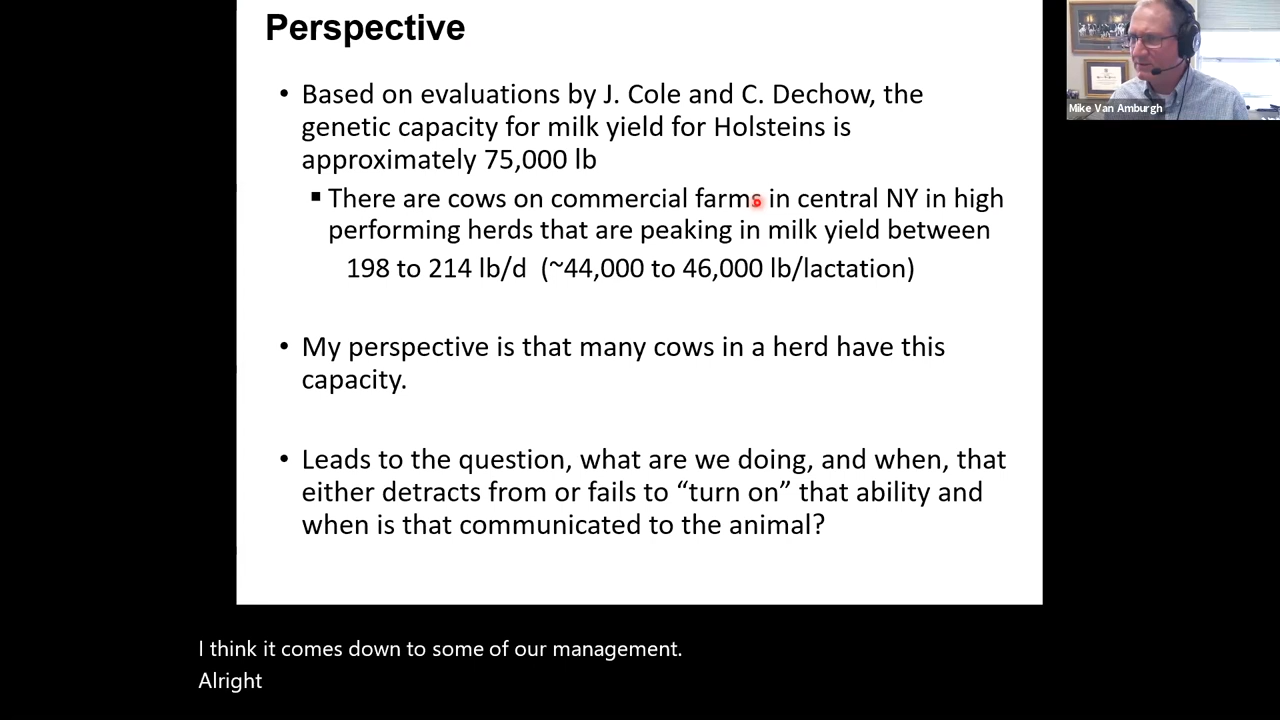 Perspective
• Based on evaluations by J. Cole and C. Dechow, the
genetic capacity for milk yield for Holsteins is
approximately 75,000 lb
▪ There are cows on commercial farms in central NY in high
performing herds that are peaking in milk yield between
198 to 214 lb/d (~44,000 to 46,000 lb/lactation)
• My perspective is that many cows in a herd have this
capacity.
• Leads to the question, what are we doing, and when, that
either detracts from or fails to “turn on” that ability and
when is that communicated to the animal?
Mike Van Amburgh
I think it comes down to some of our management.
Alright